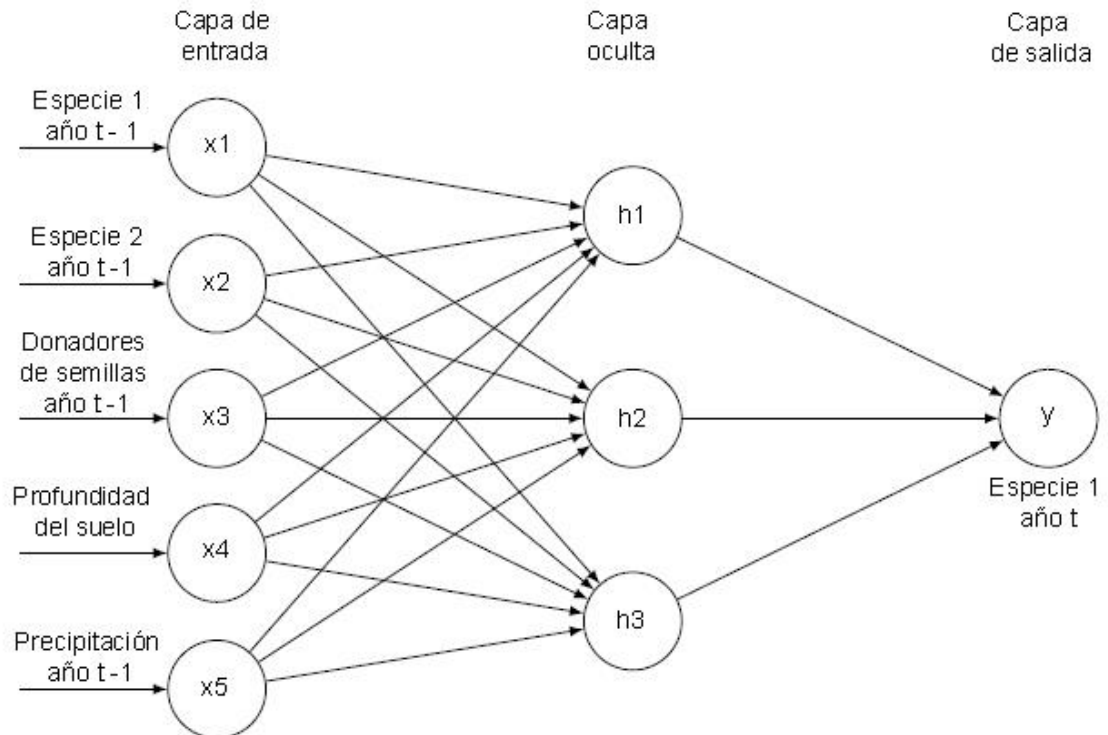 Capa de
entrada
Capa
oculta
Capa
de salida
Especie 1
año t - 1
x1
Especie 2
año t-1
x2
Donadores
de semillas
año t-1
x3
Profundidad
del suelo
x4
Precipitación
año t-1
x5
h1
h2
h3
y
Especie 1
año t